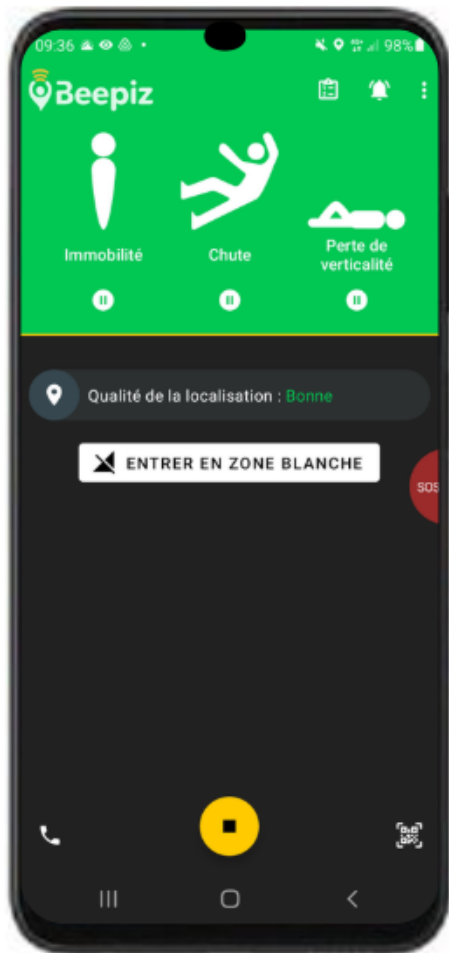 09:36
98%
Beepiz
Immobilité
Chute
Perte de
verticalité
Qualité de la localisation : Bonne
ENTRER EN ZONE BLANCHE
SOS